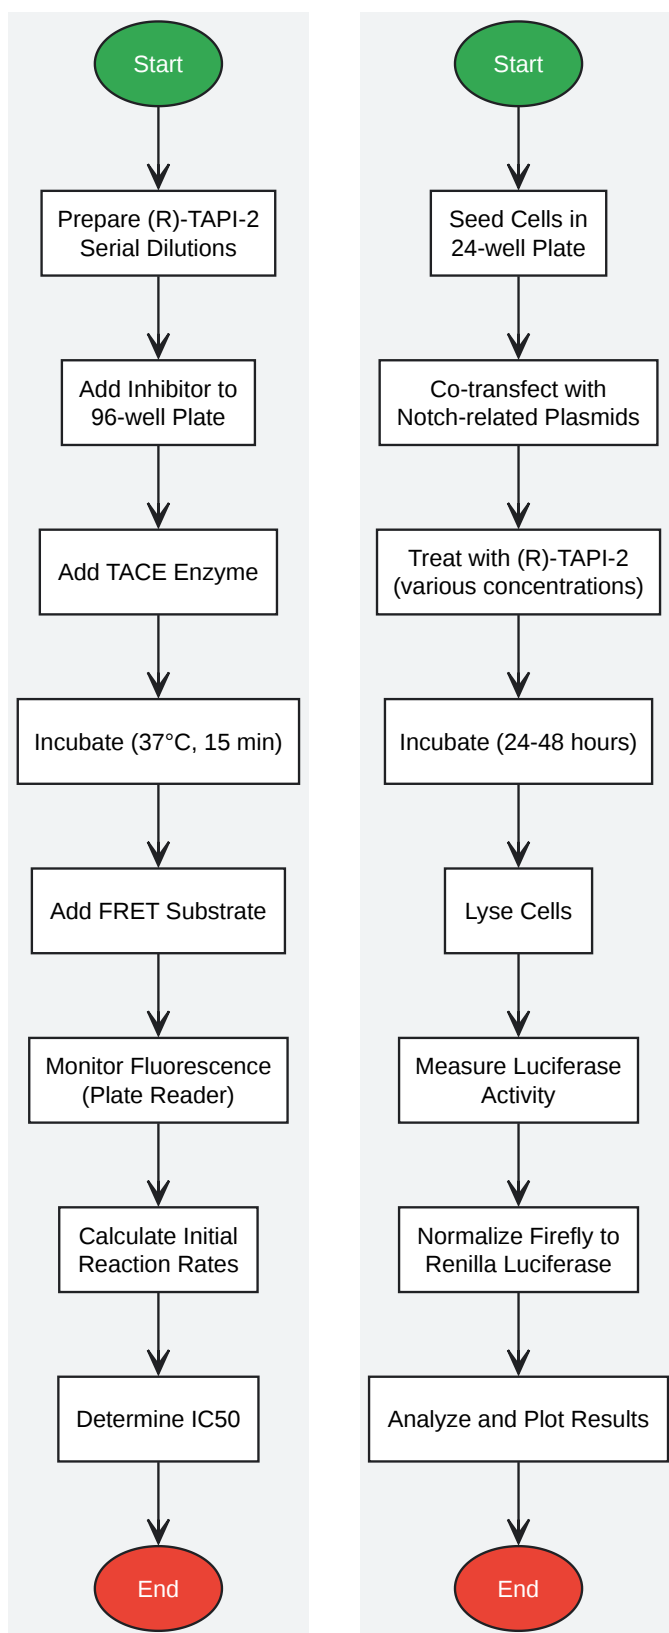 Start
Prepare (R)-TAPI-2
Serial Dilutions
Add Inhibitor to
96-well Plate
Add TACE Enzyme
Incubate (37°C, 15 min)
Add FRET Substrate
Monitor Fluorescence
(Plate Reader)
Calculate Initial
Reaction Rates
Determine IC50
End
Start
Seed Cells in
24-well Plate
Co-transfect with
Notch-related Plasmids
Treat with (R)-TAPI-2
(various concentrations)
Incubate (24-48 hours)
Lyse Cells
Measure Luciferase
Activity
Normalize Firefly to
Renilla Luciferase
Analyze and Plot Results
End